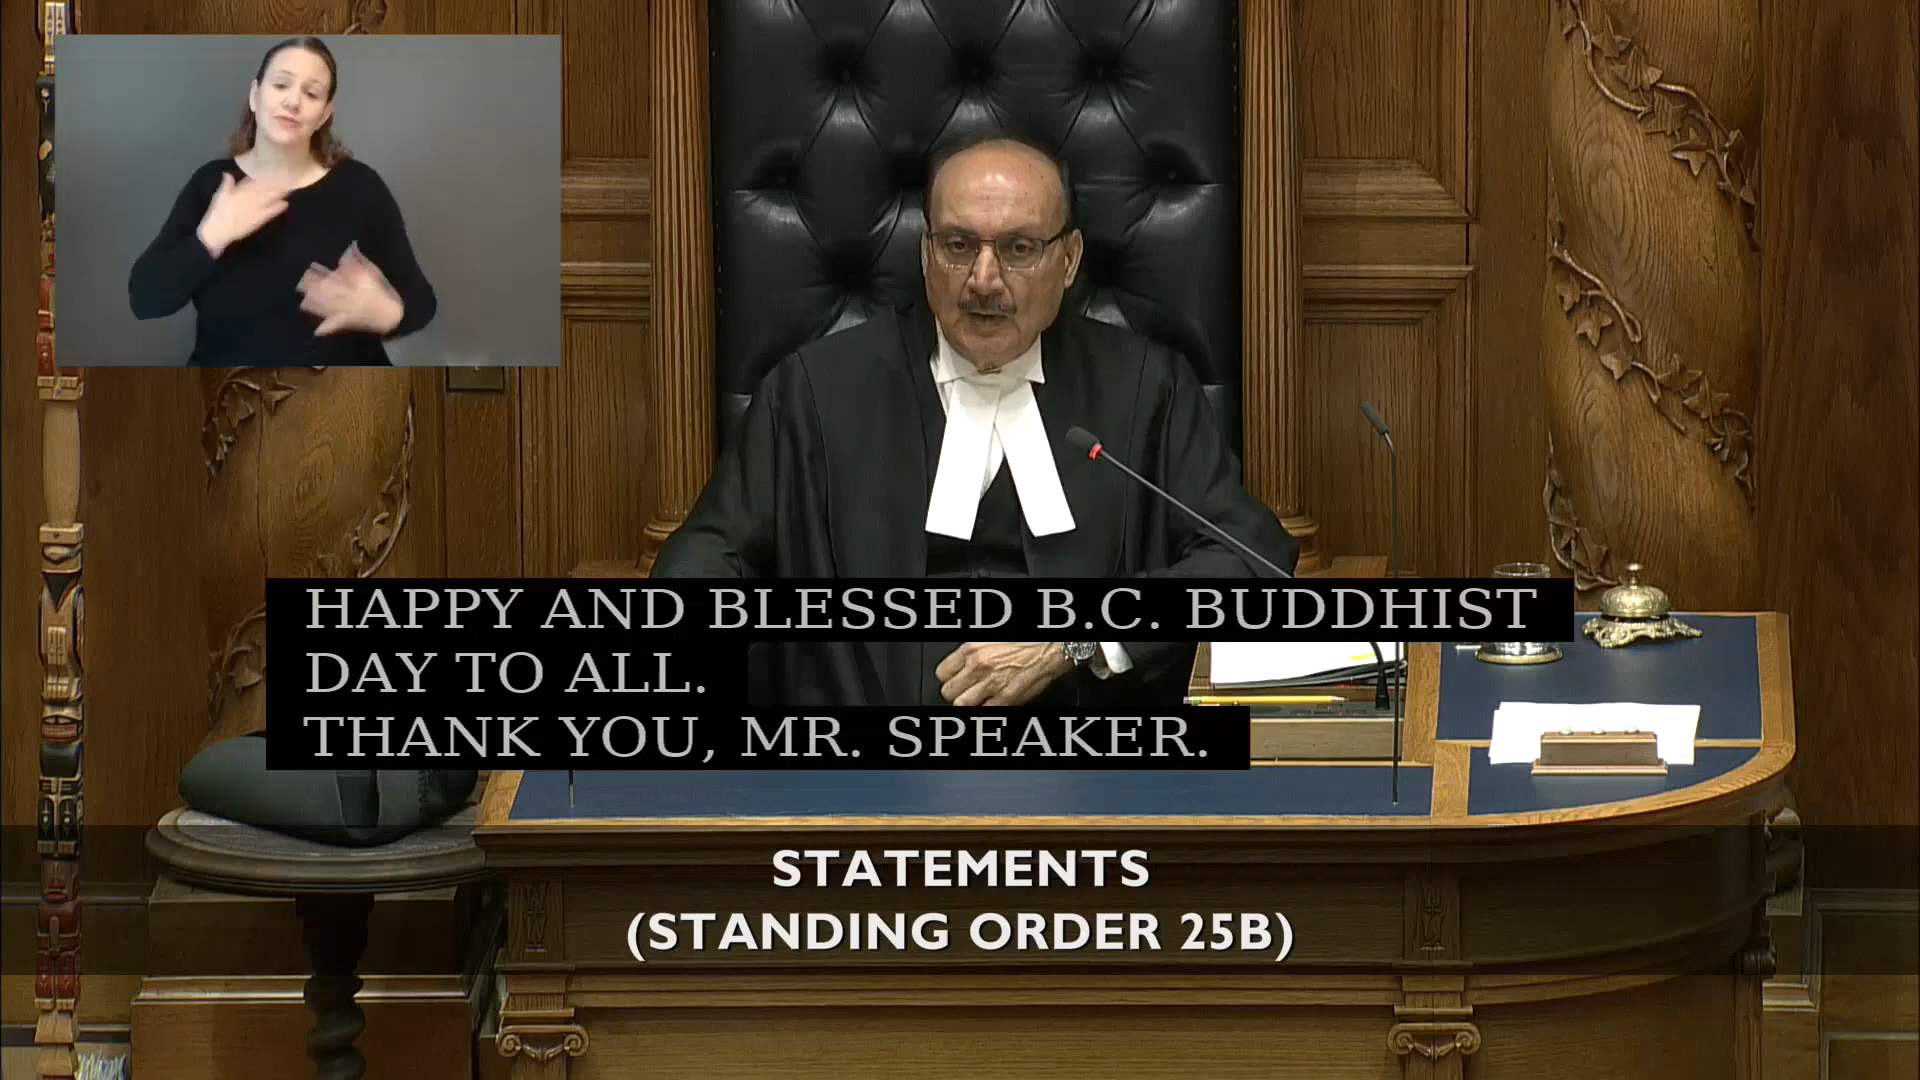 HAPPY AND BLESSED B.C. BUDDHIST
DAY TO ALL.
THANK YOU, MR. SPEAKER.
STATEMENTS
(STANDING ORDER 25B)